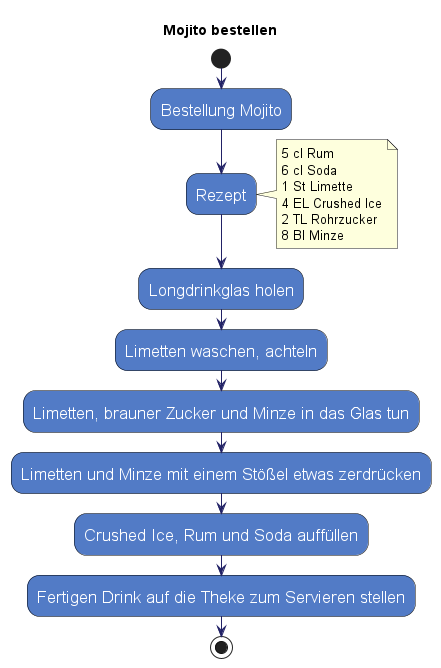 Mojito bestellen
Bestellung Mojito
Rezept
5 cl Rum
6 cl Soda
1 St Limette
4 EL Crushed Ice
2 TL Rohrzucker
8 Bl Minze
Longdrinkglas holen
Limetten waschen, achteln
Limetten, brauner Zucker und Minze in das Glas tun
Limetten und Minze mit einem Stößel etwas zerdrücken
Crushed Ice, Rum und Soda auffüllen
Fertigen Drink auf die Theke zum Servieren stellen